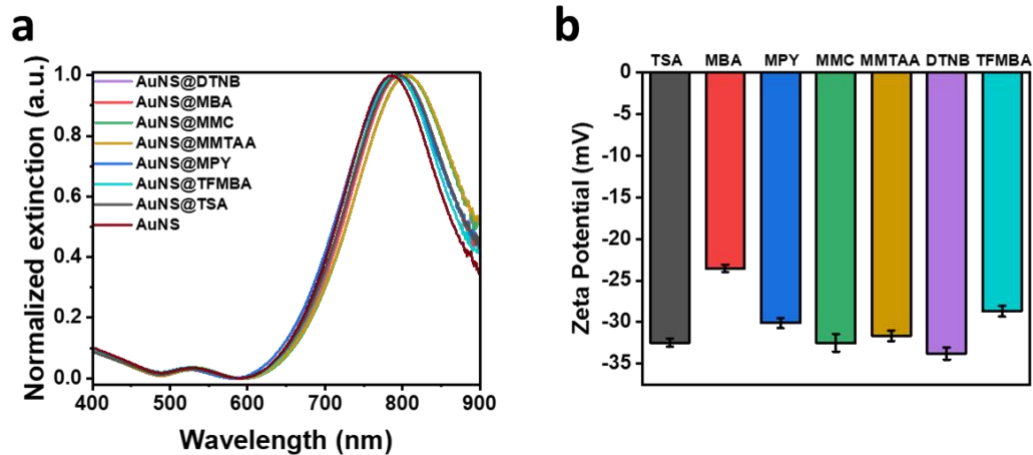 a
Normalized extinction (a.u.)
1.0
0.8
0.6
0.4
0.2
0.0
AuNS@DTNB
AuNS@MBA
AuNS@MMC
AuNS@MMTAA
AuNS@MPY
AuNS@TFMBA
AuNS@TSA
AuNS
400 500 600 700 800 900
Wavelength (nm)
b
Zeta Potential (mV)
TSA MBA MPY MMC MMTAA DTNB TFMBA
0
-5
-10
-15
-20
-25
-30
-35